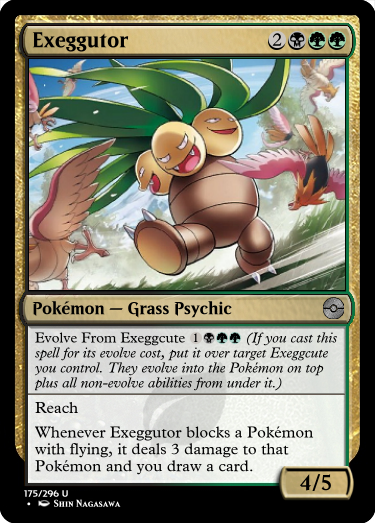 Exeggutor 2
Pokémon — Grass Psychic
Evolve From Exeggcute 1 (If you cast
this spell for its evolve cost, put it over target Exeggcute
you control. They evolve into the Pokémon on top
plus all non-evolve abilities from under it.)
Reach
Whenever Exeggutor blocks a Pokémon
with flying, it deals 3 damage to that
Pokémon and you draw a card.
4/5
175/296 U
• Shin Nagasawa